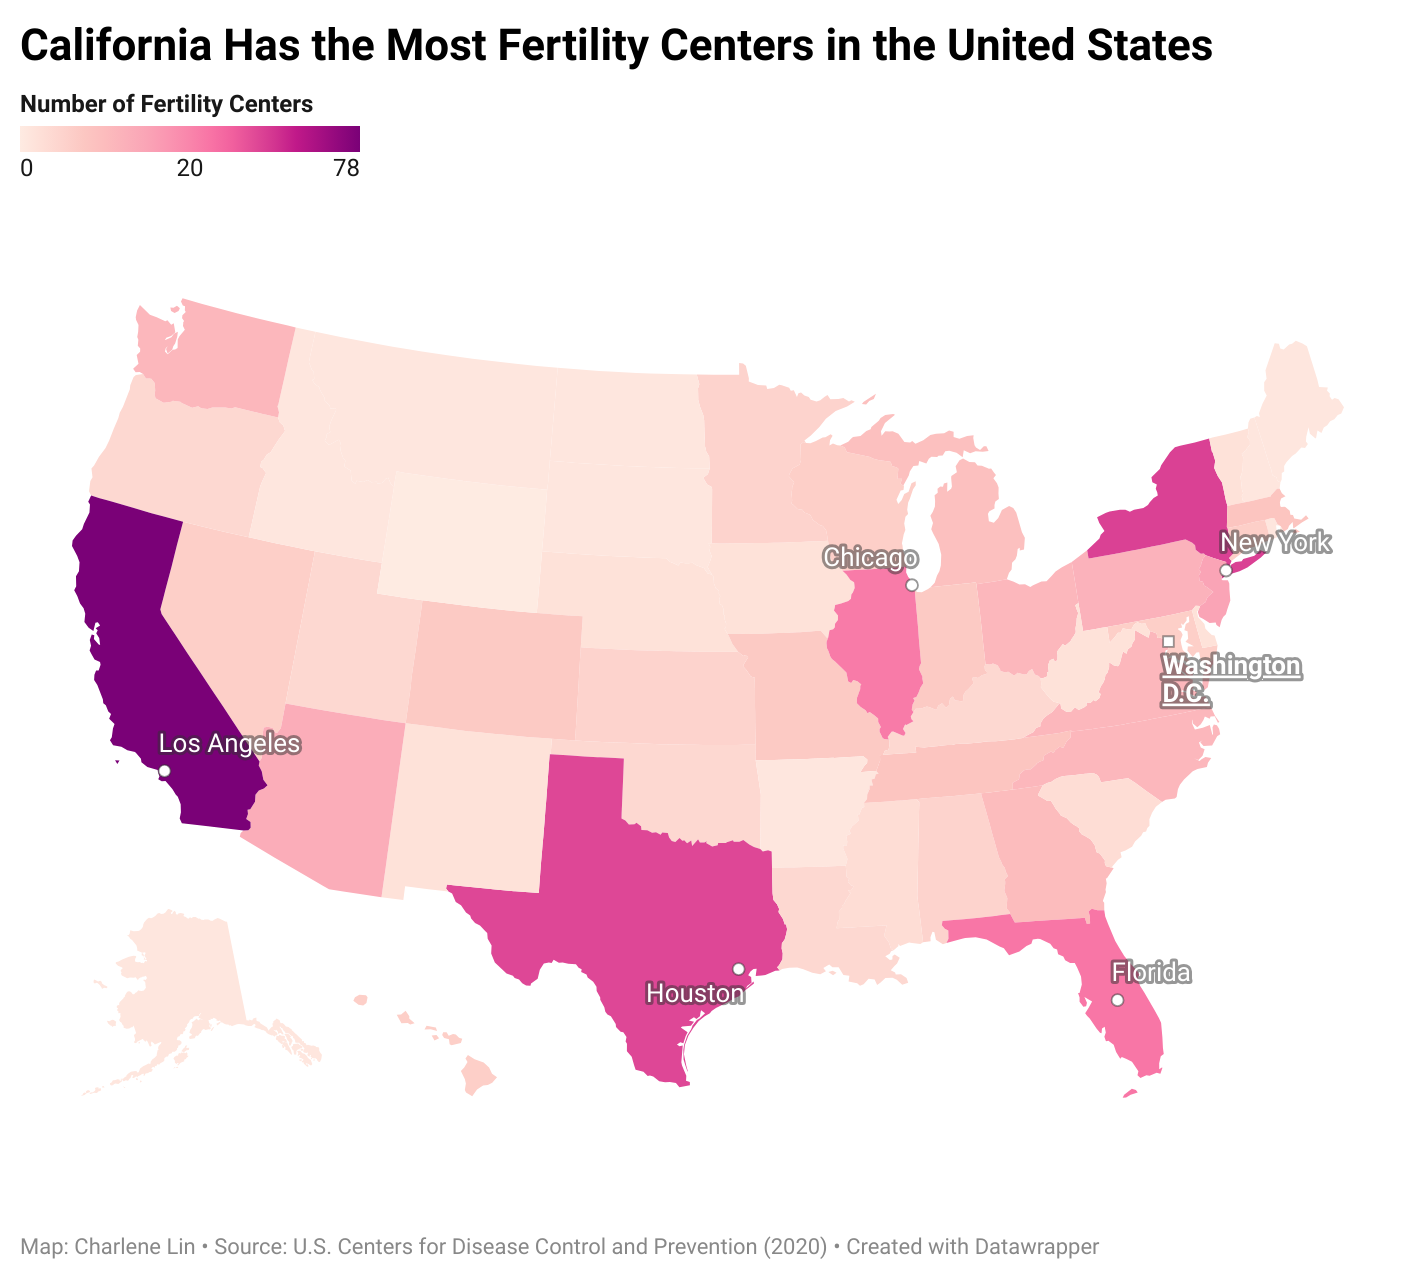 California Has the Most Fertility Centers in the United States
Number of Fertility Centers
0 20 78
Chicago
New York
Washington
D.C.
Los Angeles
Florida
Houston
Map: Charlene Lin • Source: U.S. Centers for Disease Control and Prevention (2020) • Created with Datawrapper